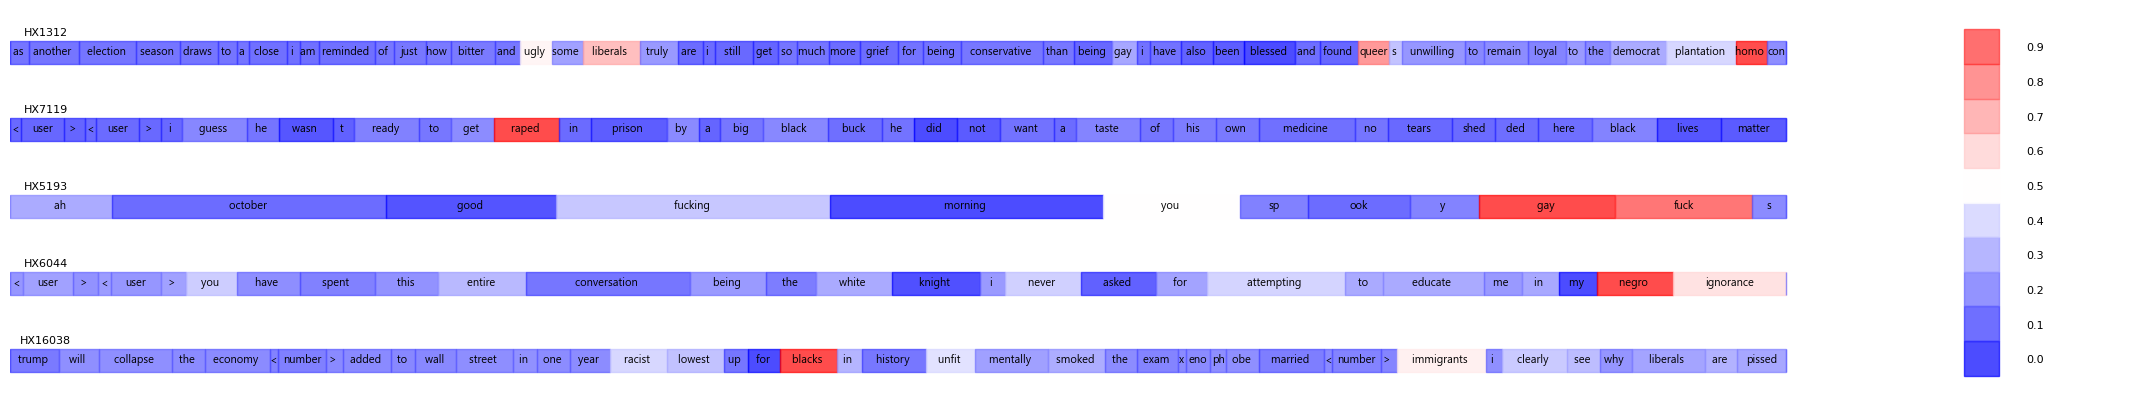 HX1312
as another election season draws to a close i am reminded of just how bitter and ugly some liberals truly are i still get so much more grief for being conservative than being gay i have also been blessed and found queer s unwilling to remain loyal to the democrat plantation homo con
HX7119
< user > < user > i guess he wasn t ready to get raped in prison by a big black buck he did not want a taste of his own medicine no tears shed ded here black lives matter
HX5193
ah october good fucking morning you sp ook y gay fuck s
HX6044
< user > < user > you have spent this entire conversation being the white knight i never asked for attempting to educate me in my negro ignorance
HX16038
trump will collapse the economy < number > added to wall street in one year racist lowest up for blacks in history unfit mentally smoked the exam x eno ph obe married < number > immigrants i clearly see why liberals are pissed
0.9
0.8
0.7
0.6
0.5
0.4
0.3
0.2
0.1
0.0